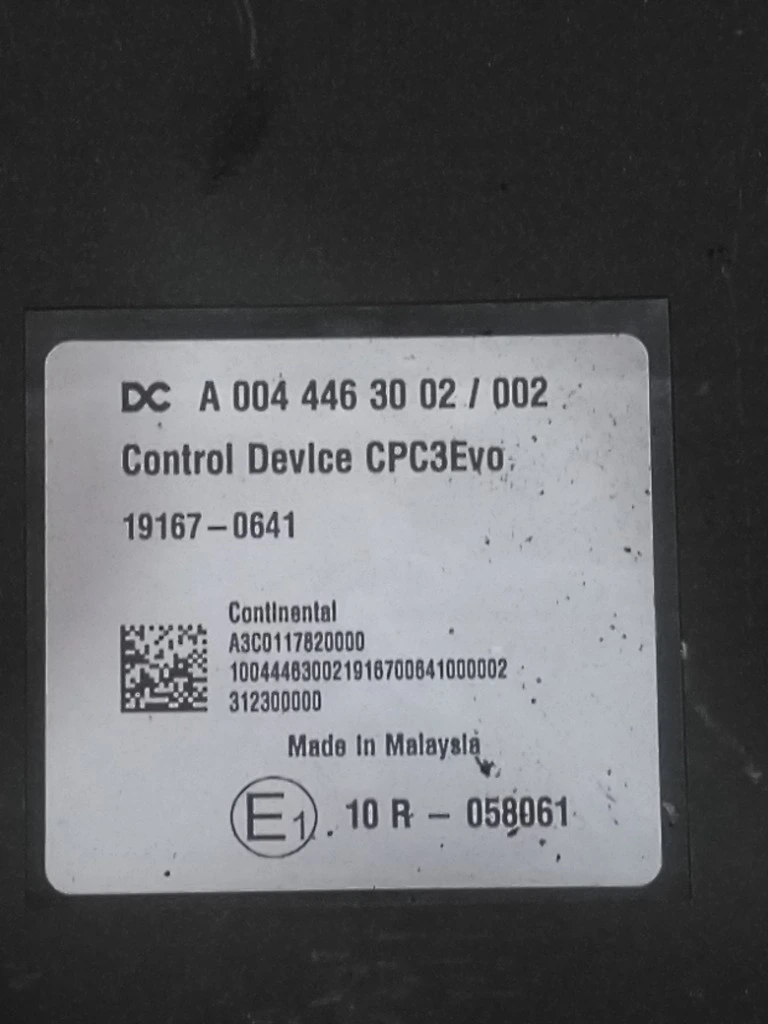 DC A 004 446 30 02 / 002
Control Device CPC3Evo
19167-0641
Continental
A3C0117820000
100444630021916700641000002
312300000
Made In Malaysia
E1. 10 R - 058061